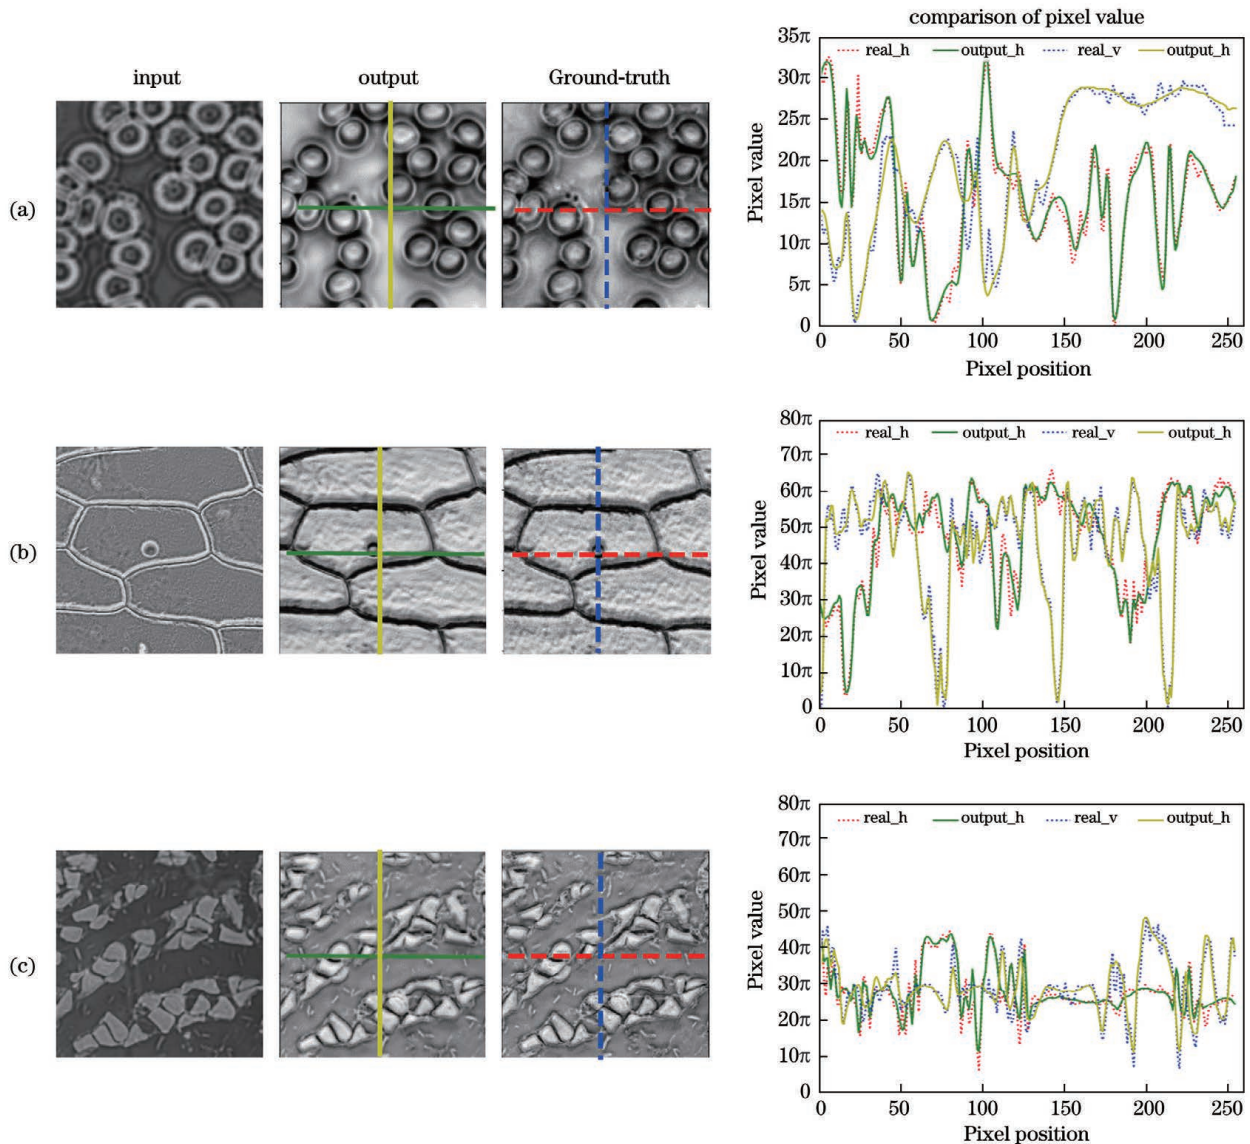 comparison of pixel value
input output Ground-truth
(a)
35π
30π
25π
20π
15π
10π
5π
0
Pixel value
real_h output_h real_v output_h
0 50 100 150 200 250
Pixel position
(b)
80π
70π
60π
50π
40π
30π
20π
10π
0
Pixel value
real_h output_h real_v output_h
0 50 100 150 200 250
Pixel position
(c)
80π
70π
60π
50π
40π
30π
20π
10π
0
Pixel value
real_h output_h real_v output_h
0 50 100 150 200 250
Pixel position